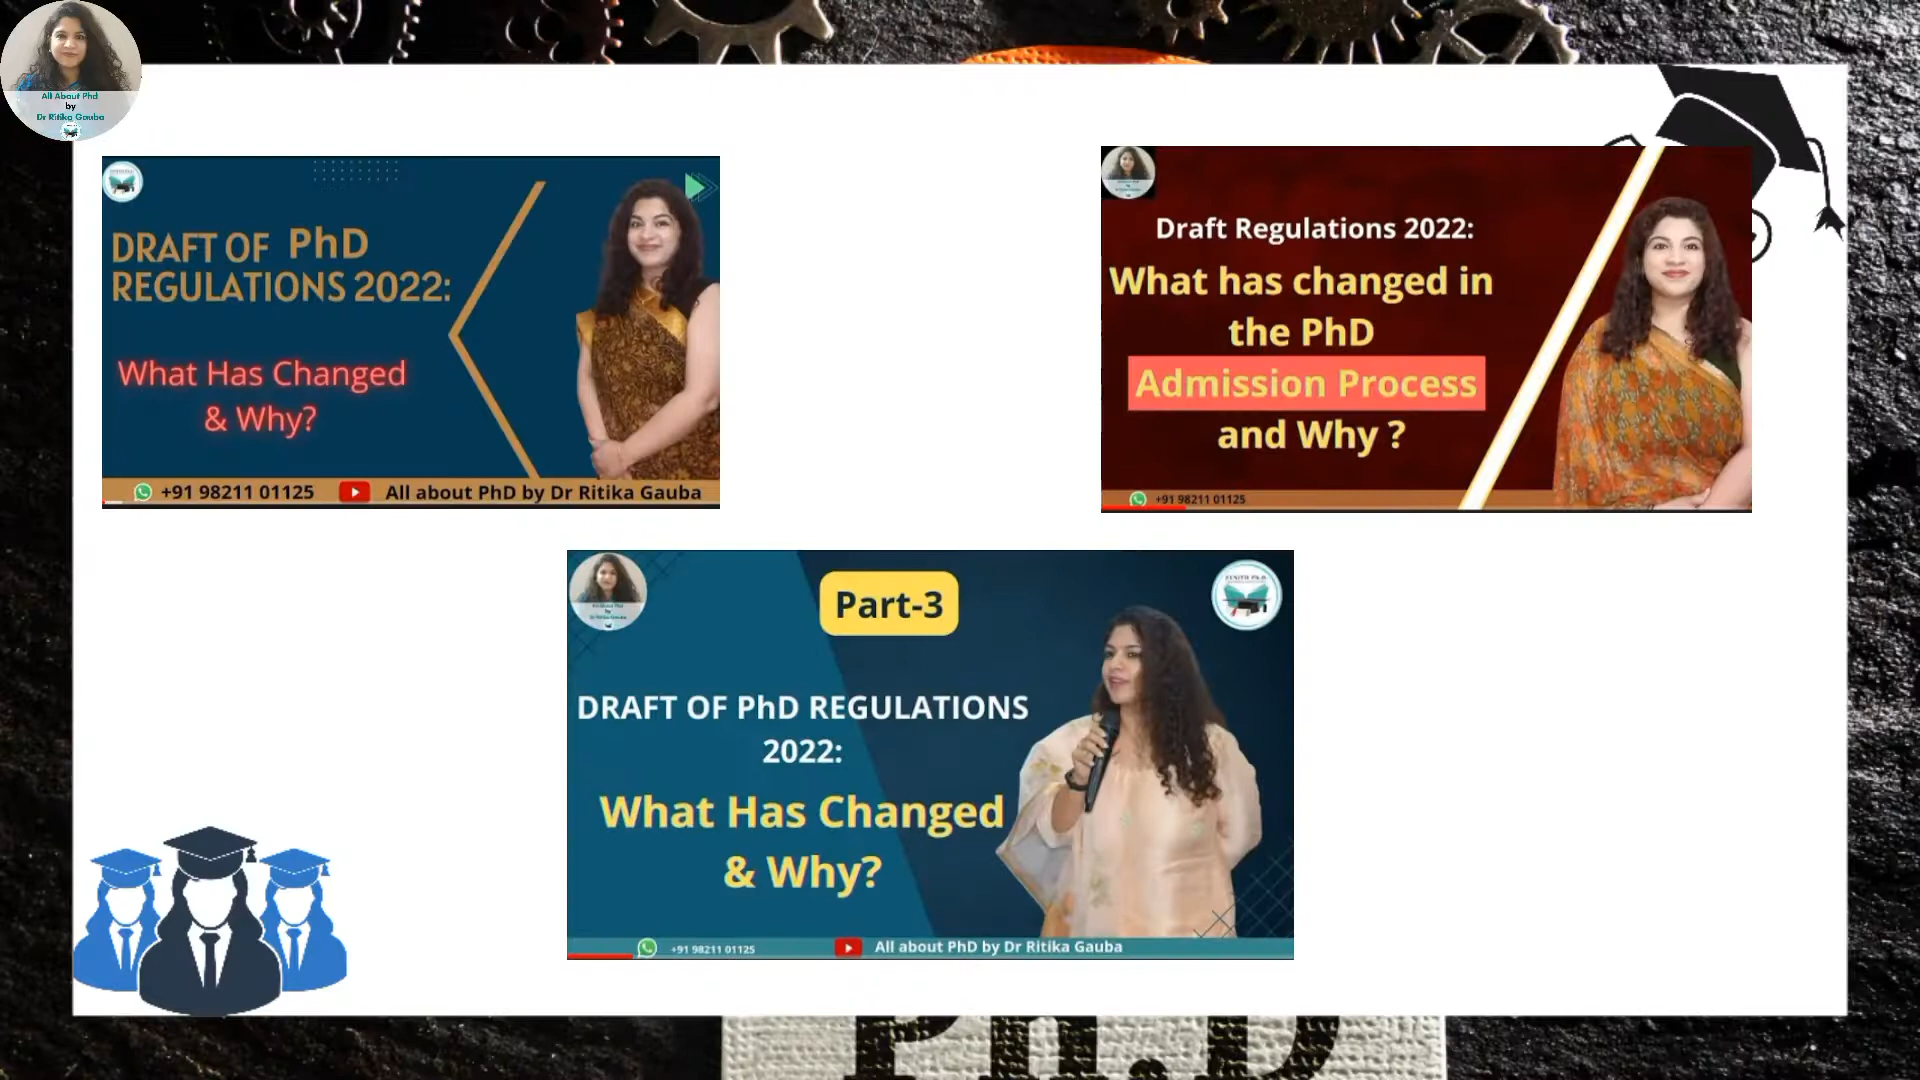 All About Phd
by
Dr Ritika Gauba
DRAFT OF PhD
REGULATIONS 2022:
What Has Changed
& Why?
+91 98211 01125 All about PhD by Dr Ritika Gauba
Draft Regulations 2022:
What has changed in
the PhD
Admission Process
and Why ?
+91 98211 01125
Part-3
DRAFT OF PhD REGULATIONS
2022:
What Has Changed
& Why?
+91 98211 01125 All about PhD by Dr Ritika Gauba
Ph.D